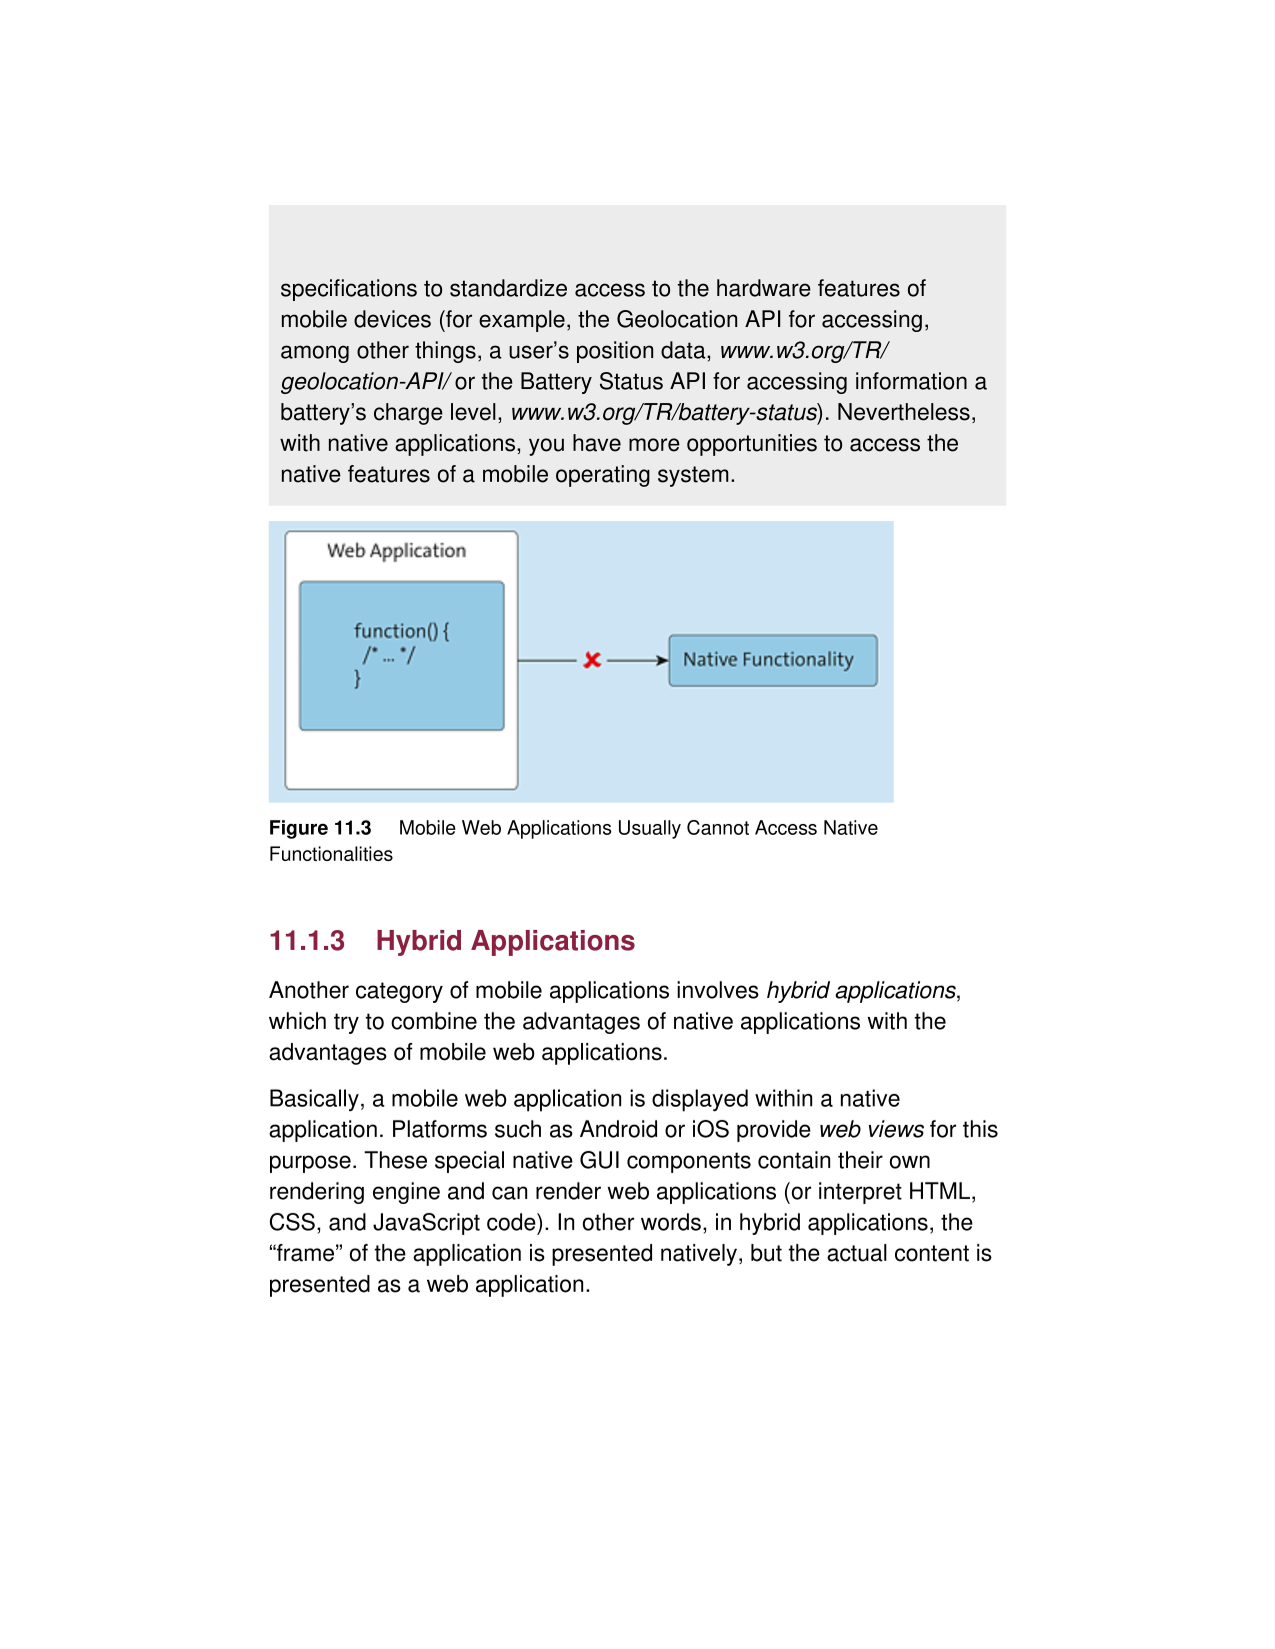 specifications to standardize access to the hardware features of
mobile devices (for example, the Geolocation API for accessing,
among other things, a user’s position data, www.w3.org/TR/
geolocation-API/ or the Battery Status API for accessing information a
battery’s charge level, www.w3.org/TR/battery-status). Nevertheless,
with native applications, you have more opportunities to access the
native features of a mobile operating system.
Web Application
function() {
/* ... */
}
Native Functionality
Figure 11.3 Mobile Web Applications Usually Cannot Access Native
Functionalities
11.1.3 Hybrid Applications
Another category of mobile applications involves hybrid applications,
which try to combine the advantages of native applications with the
advantages of mobile web applications.
Basically, a mobile web application is displayed within a native
application. Platforms such as Android or iOS provide web views for this
purpose. These special native GUI components contain their own
rendering engine and can render web applications (or interpret HTML,
CSS, and JavaScript code). In other words, in hybrid applications, the
“frame” of the application is presented natively, but the actual content is
presented as a web application.